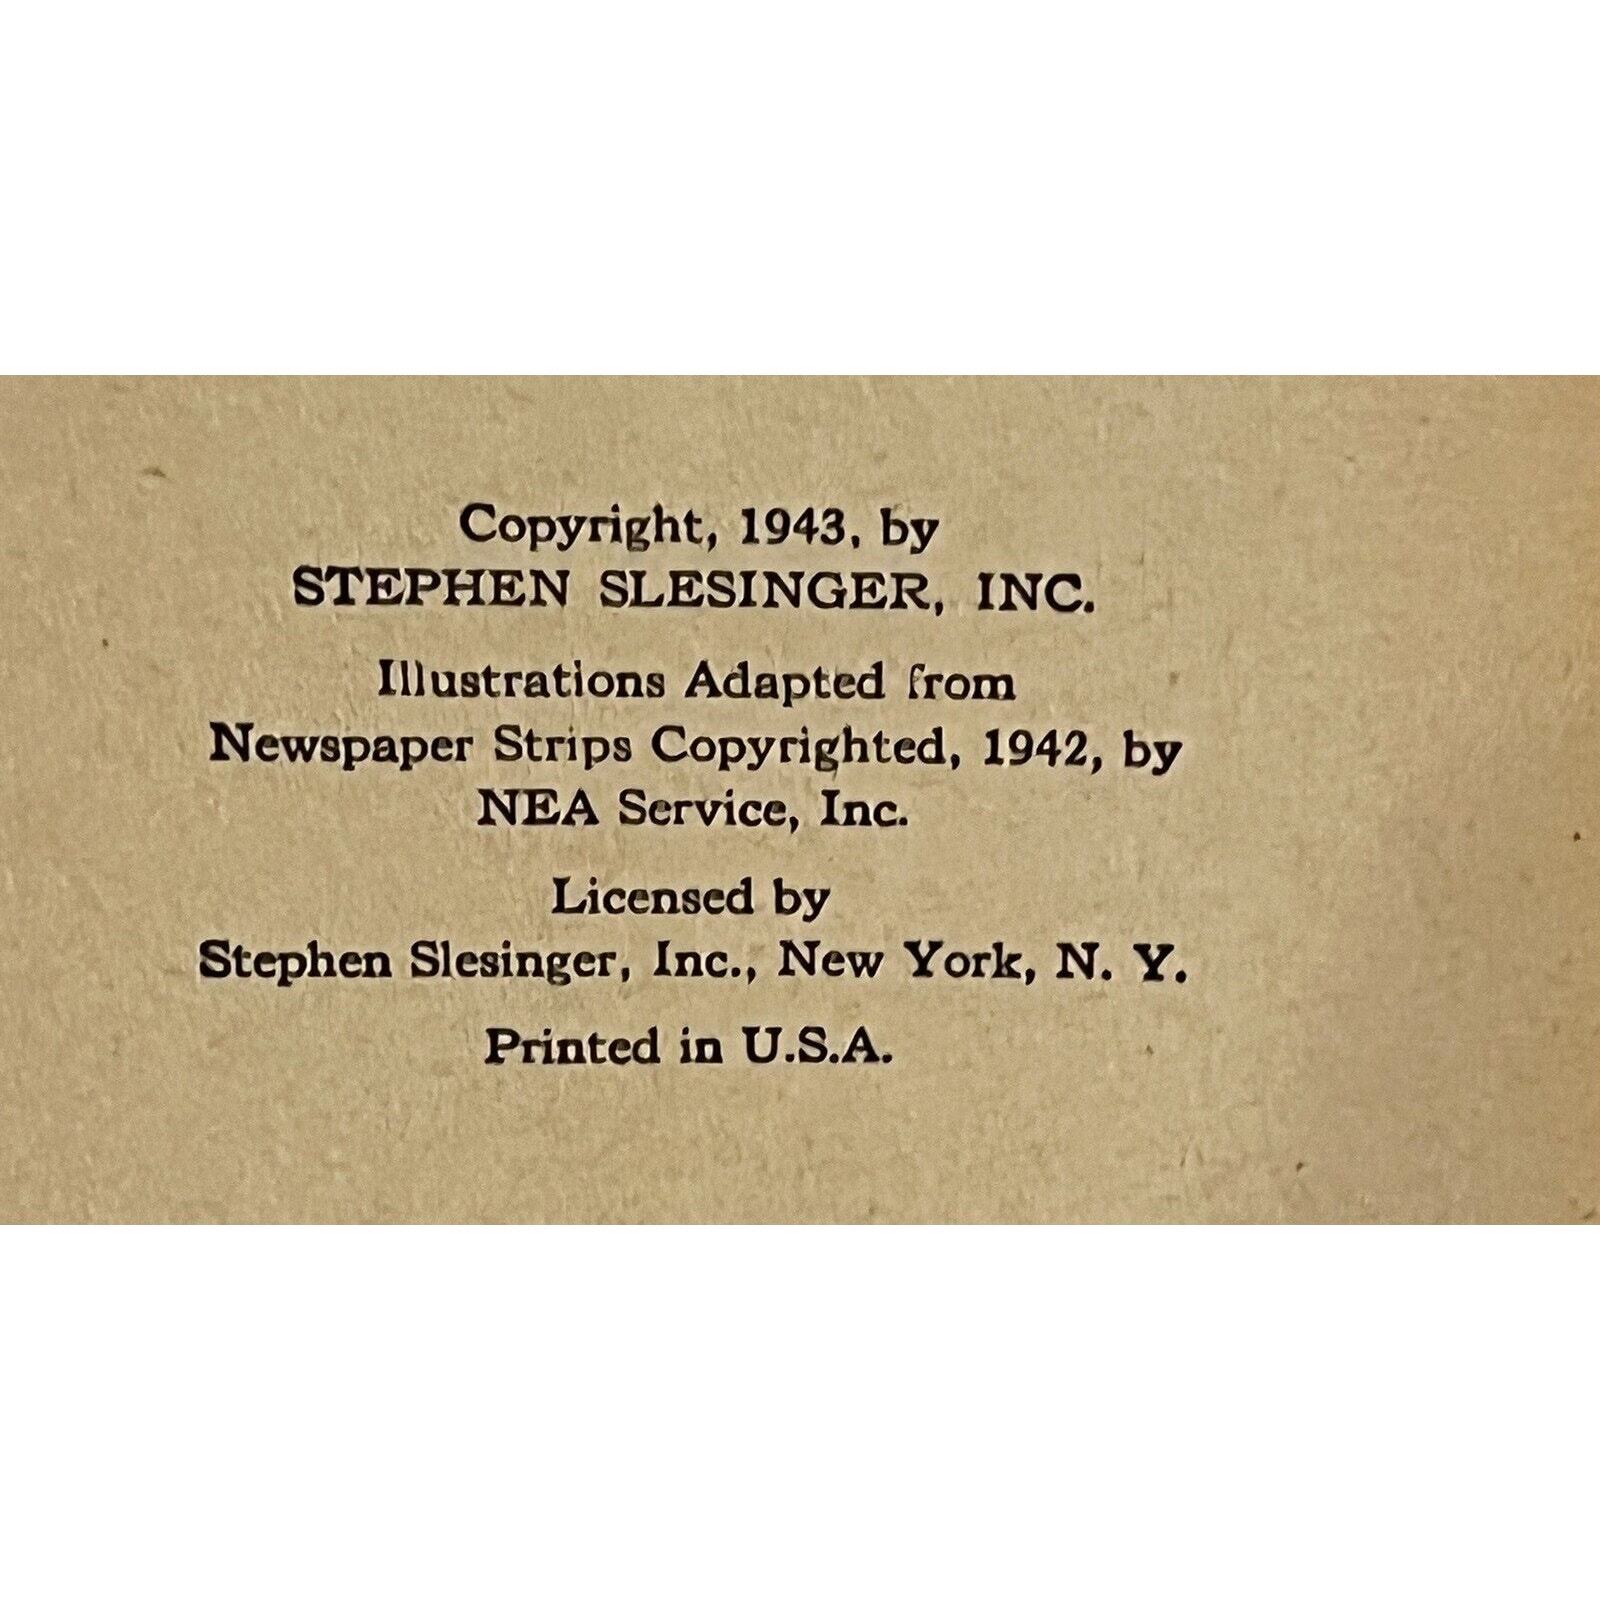 Copyright, 1943, by
STEPHEN SLESINGER, INC.
Illustrations Adapted from
Newspaper Strips Copyrighted, 1942, by
NEA Service, Inc.
Licensed by
Stephen Slesinger, Inc., New York, N. Y.
Printed in U.S.A.